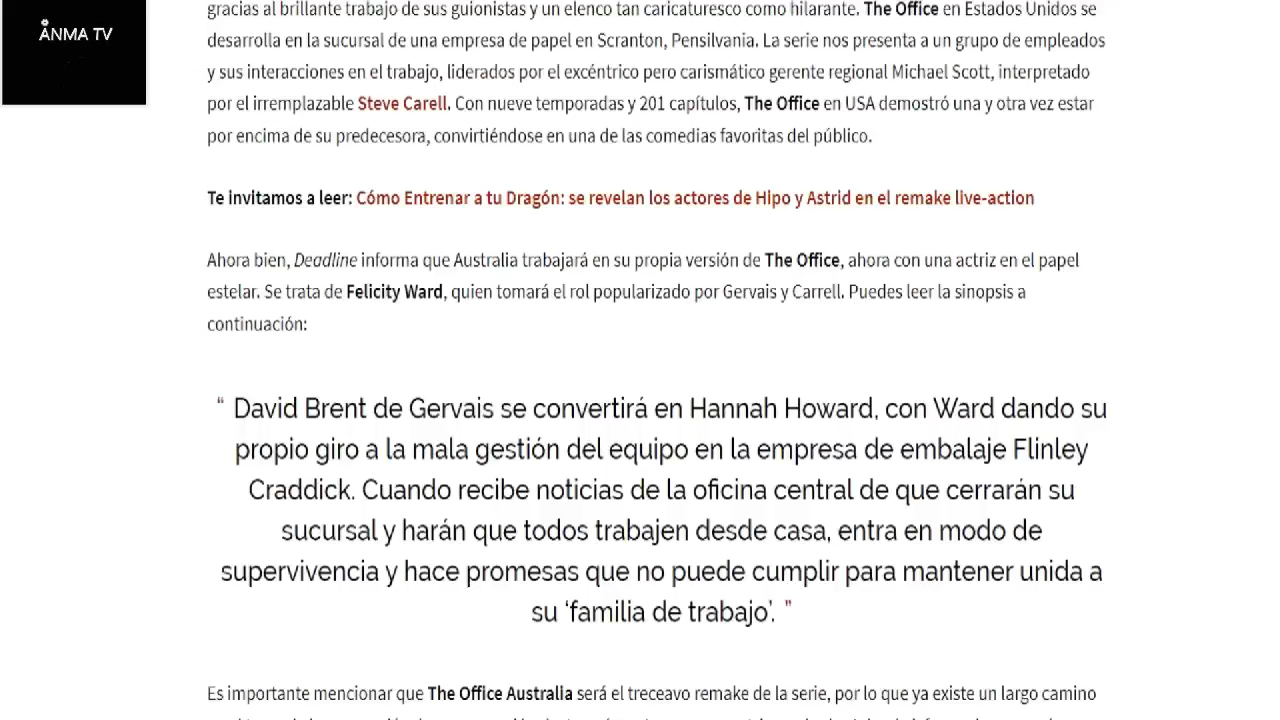 ÅNMA TV
gracias al brillante trabajo de sus guionistas y un elenco tan caricaturesco como hilarante. The Office en Estados Unidos se
desarrolla en la sucursal de una empresa de papel en Scranton, Pensilvania. La serie nos presenta a un grupo de empleados
y sus interacciones en el trabajo, liderados por el excéntrico pero carismático gerente regional Michael Scott, interpretado
por el irremplazable Steve Carell. Con nueve temporadas y 201 capítulos, The Office en USA demostró una y otra vez estar
por encima de su predecesora, convirtiéndose en una de las comedias favoritas del público.
Te invitamos a leer: Cómo Entrenar a tu Dragón: se revelan los actores de Hipo y Astrid en el remake live-action
Ahora bien, Deadline informa que Australia trabajará en su propia versión de The Office, ahora con una actriz en el papel
estelar. Se trata de Felicity Ward, quien tomará el rol popularizado por Gervais y Carrell. Puedes leer la sinopsis a
continuación:
“ David Brent de Gervais se convertirá en Hannah Howard, con Ward dando su
propio giro a la mala gestión del equipo en la empresa de embalaje Flinley
Craddick. Cuando recibe noticias de la oficina central de que cerrarán su
sucursal y harán que todos trabajen desde casa, entra en modo de
supervivencia y hace promesas que no puede cumplir para mantener unida a
su ‘familia de trabajo’. ”
Es importante mencionar que The Office Australia será el treceavo remake de la serie, por lo que ya existe un largo camino